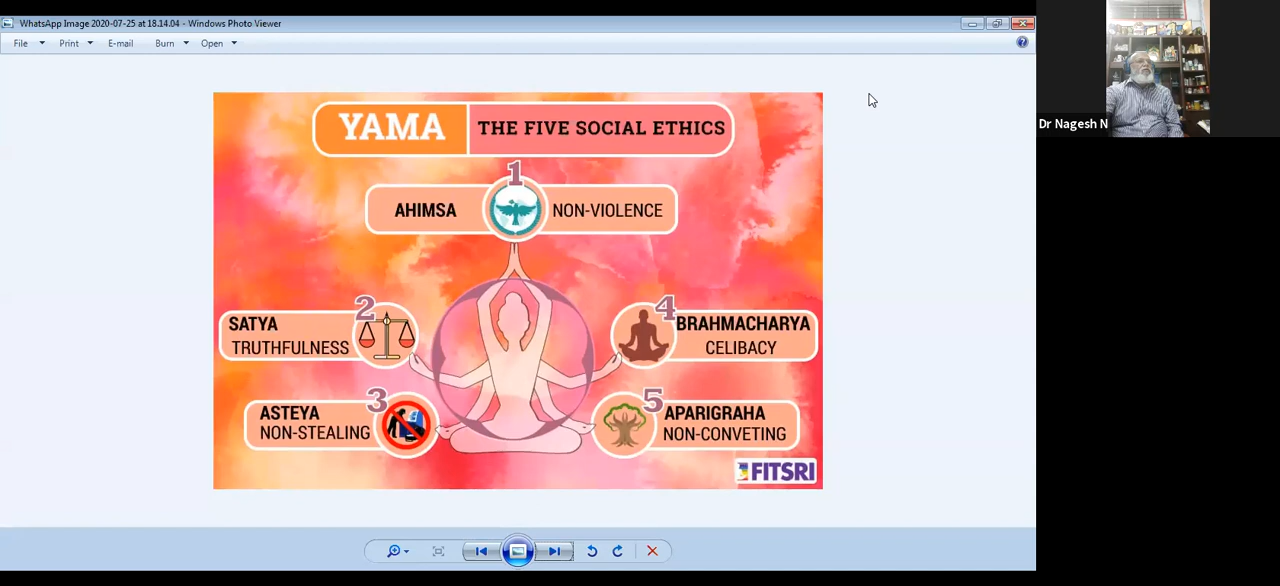 WhatsApp Image 2020-07-25 at 18.14.04 - Windows Photo Viewer
File Print E-mail Burn Open
Dr Nagesh N
YAMA THE FIVE SOCIAL ETHICS
1
AHIMSA NON-VIOLENCE
2
SATYA
TRUTHFULNESS
3
ASTEYA
NON-STEALING
4
BRAHMACHARYA
CELIBACY
5
APARIGRAHA
NON-CONVETING
FITSRI